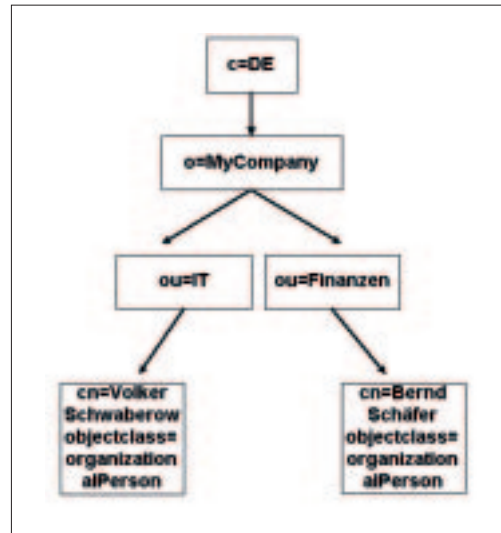 c=DE
o=MyCompany
ou=IT
ou=Finanzen
cn=Volker
Schwaberow
objectclass=
organization
alPerson
cn=Bernd
Schäfer
objectclass=
organization
alPerson